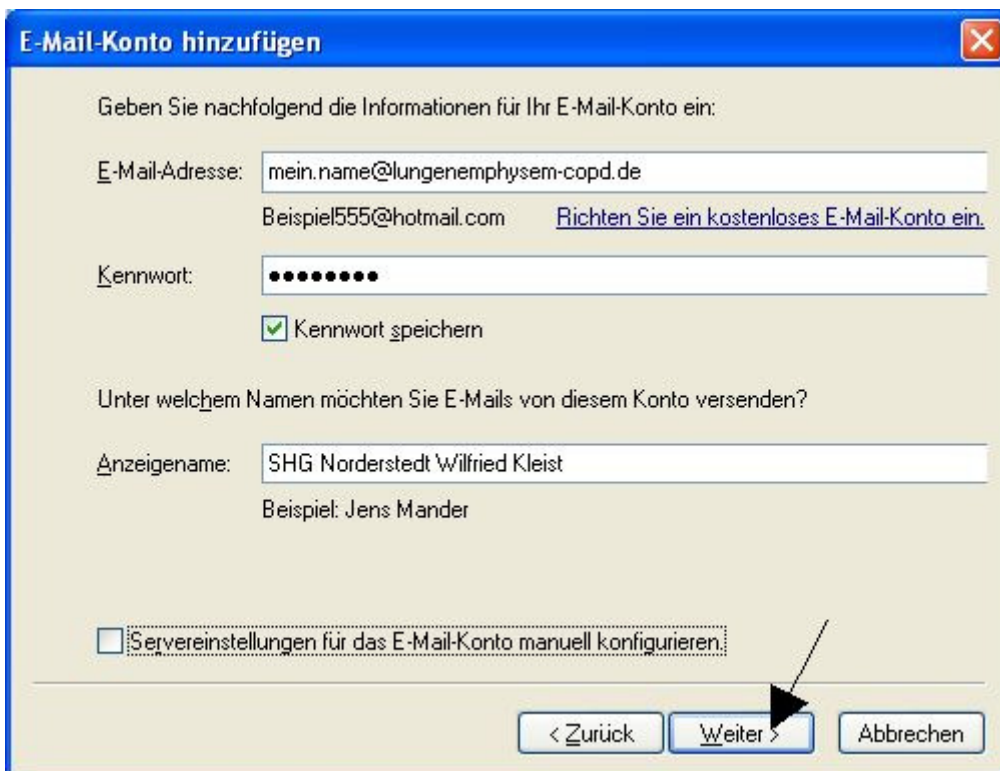 E-Mail-Konto hinzufügen
Geben Sie nachfolgend die Informationen für Ihr E-Mail-Konto ein:
E-Mail-Adresse: mein.name@lungenemphysem-copd.de
Beispiel555@hotmail.com Richten Sie ein kostenloses E-Mail-Konto ein.
Kennwort: ●●●●●●●●
Kennwort speichern
Unter welchem Namen möchten Sie E-Mails von diesem Konto versenden?
Anzeigename: SHG Norderstedt Wilfried Kleist
Beispiel: Jens Mander
Servereinstellungen für das E-Mail-Konto manuell konfigurieren.
< Zurück Weiter > Abbrechen